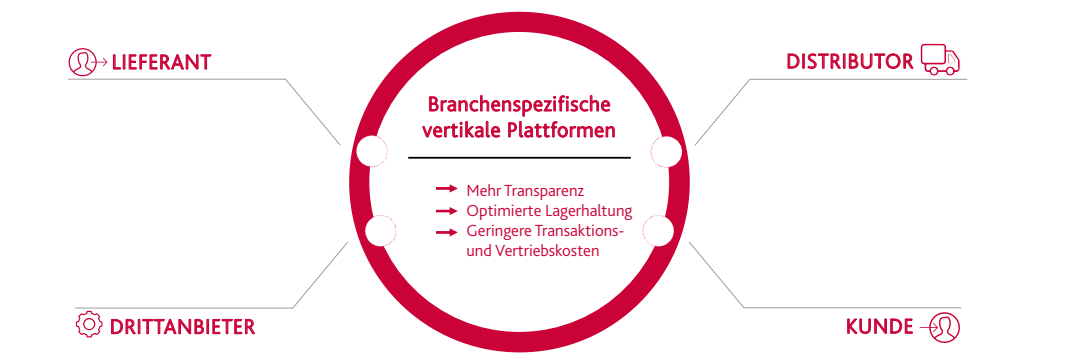 LIEFERANT
DISTRIBUTOR
Branchenspezifische
vertikale Plattformen
Mehr Transparenz
Optimierte Lagerhaltung
Geringere Transaktions-
und Vertriebskosten
DRITTANBIETER
KUNDE